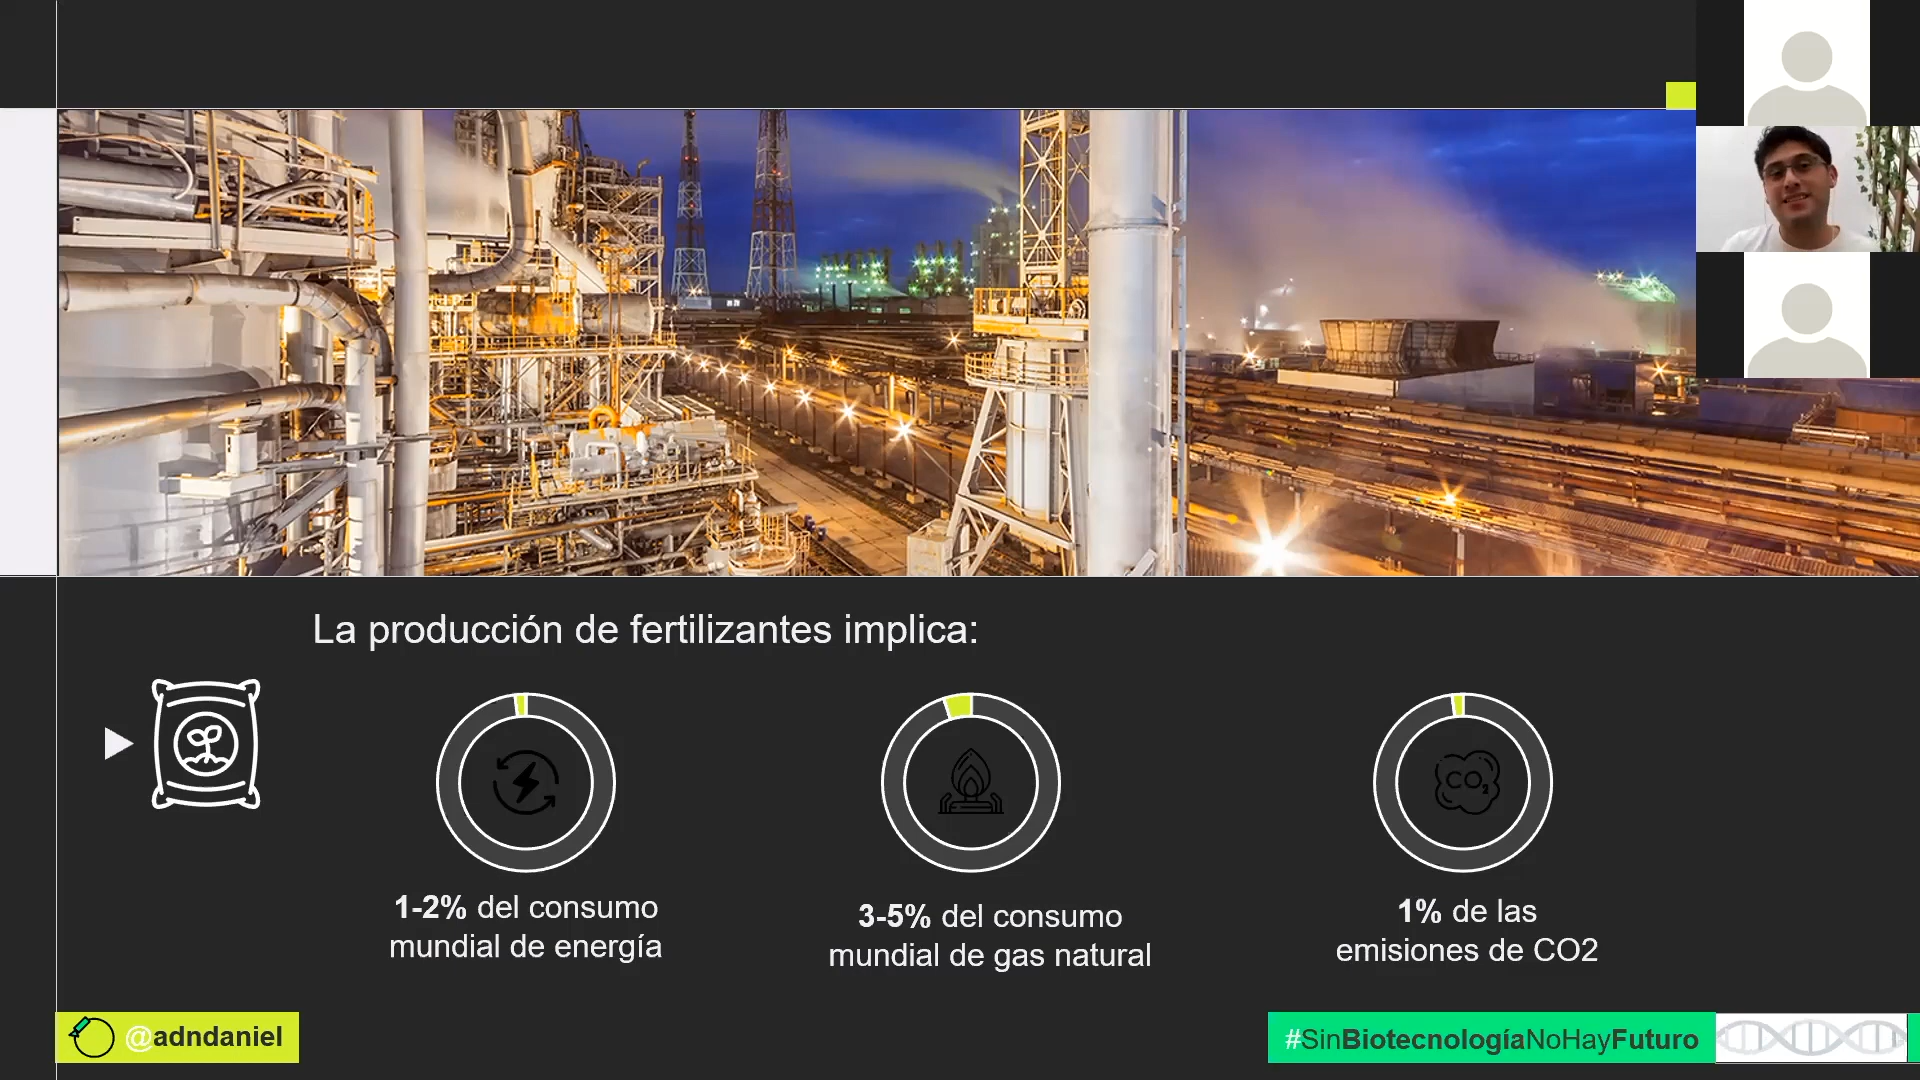 La producción de fertilizantes implica:
CO2
1-2% del consumo
mundial de energía
3-5% del consumo
mundial de gas natural
1% de las
emisiones de CO2
@adndaniel
#SinBiotecnologíaNoHayFuturo